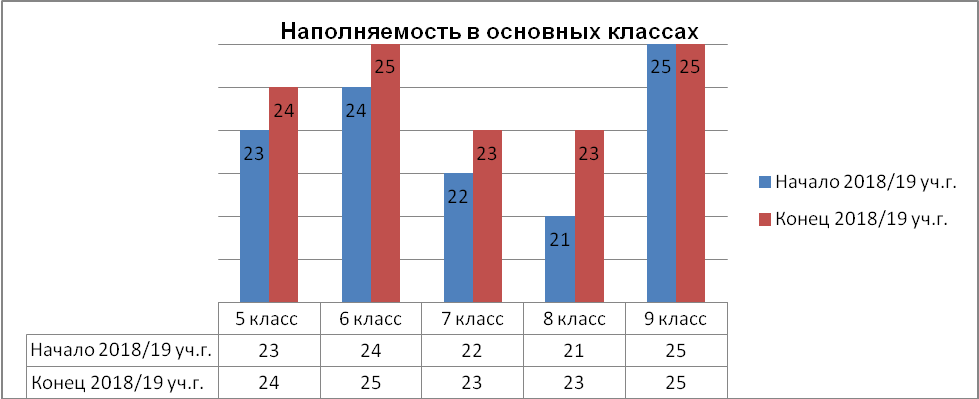 Наполняемость в основных классах
25
25
25
24
24
23
23
23
22
21
Начало 2018/19 уч.г.
Конец 2018/19 уч.г.
5 класс 6 класс 7 класс 8 класс 9 класс
Начало 2018/19 уч.г. 23 24 22 21 25
Конец 2018/19 уч.г. 24 25 23 23 25